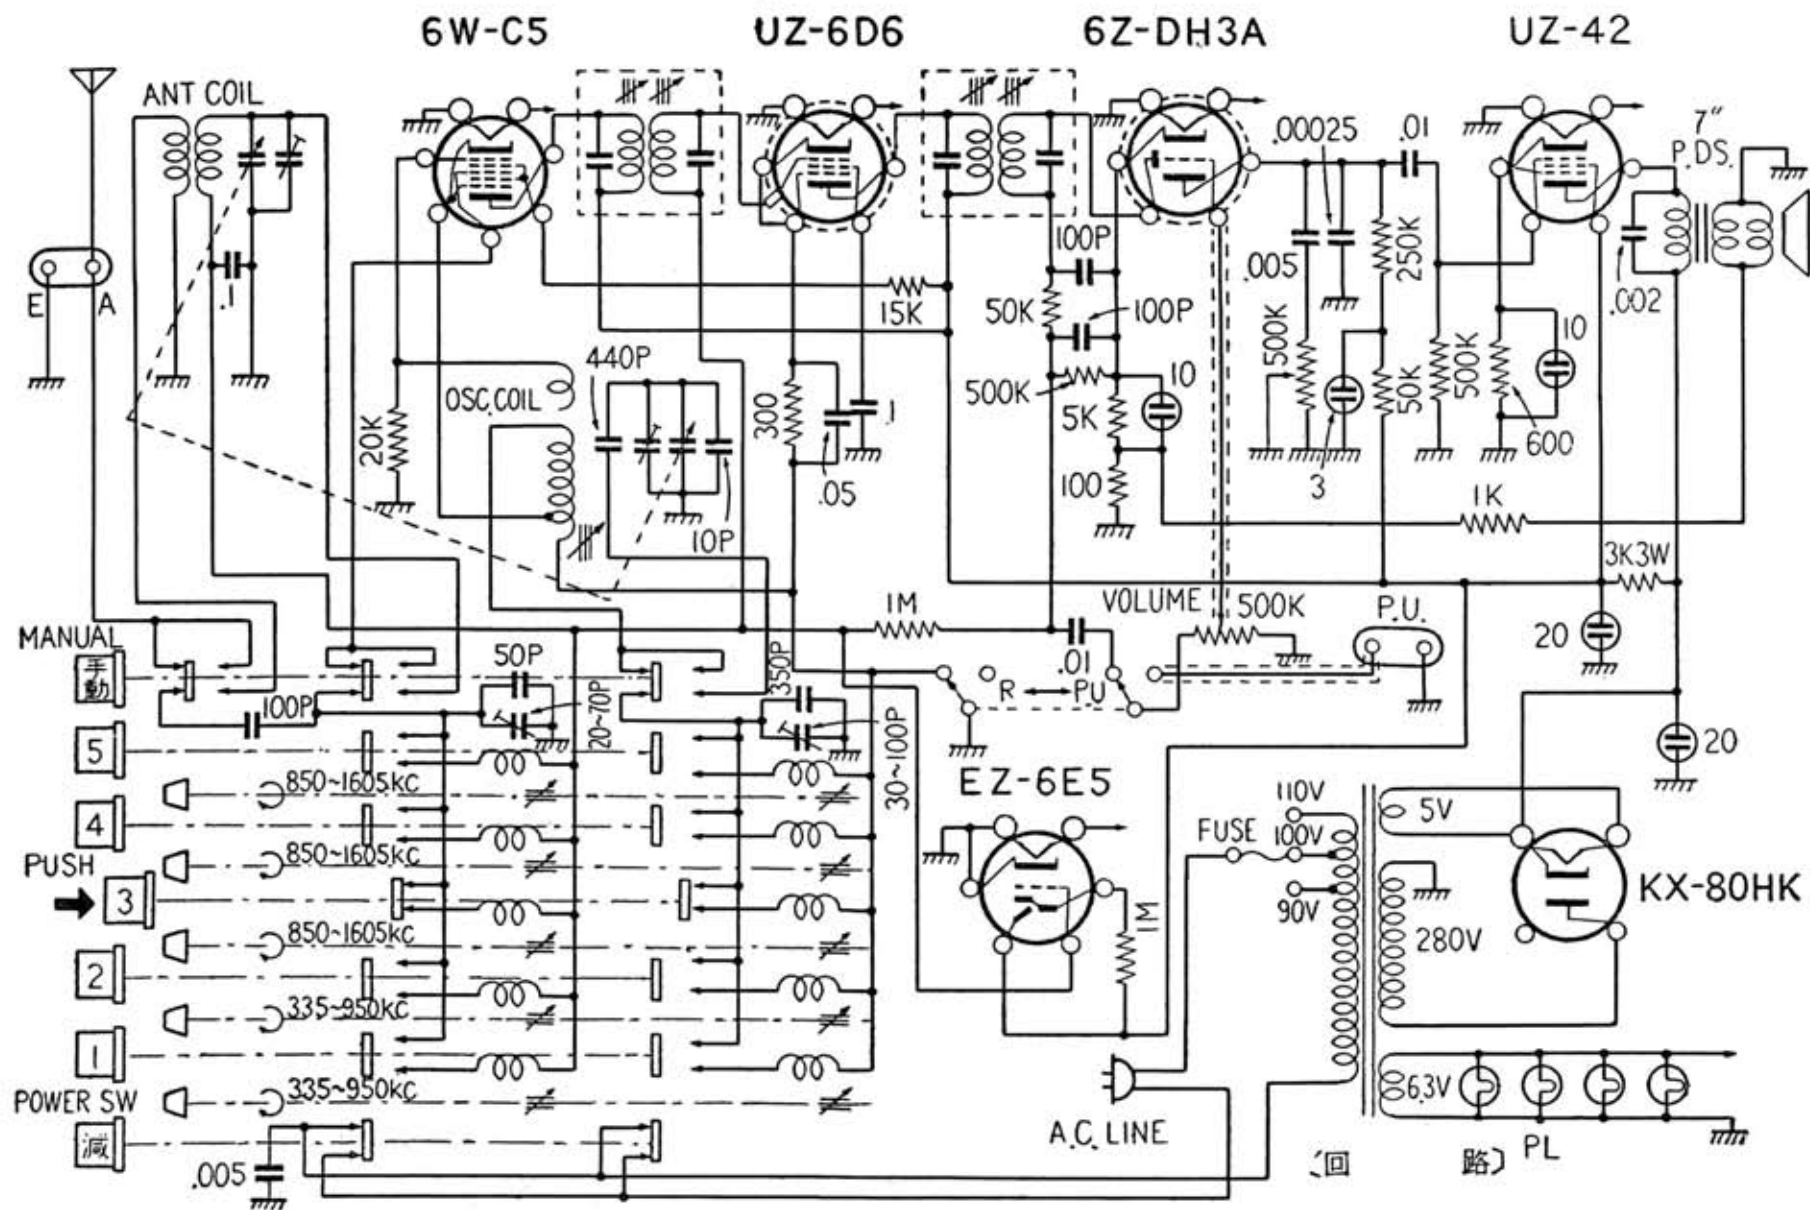 6W-C5
UZ-6D6
6Z-DH3A
UZ-42
ANT COIL
7"
P.DS.
.00025
.01
E
A
.1
15K
50K
100P
100P
.005
250K
.002
440P
OSC.COIL
20K
10P
300
.05
.1
500K
5K
10
100
500K
3
50K
500K
10
600
1K
3K3W
MANUAL
手動
100P
50P
20~70P
350P
30~100P
1M
.01
VOLUME
500K
P.U.
R ↔ PU
20
20
5
850~1605KC
4
850~1605KC
PUSH
3
850~1605KC
2
335~950KC
1
335~950KC
POWER SW
減
.005
EZ-6E5
1M
FUSE
110V
100V
90V
5V
280V
6.3V
KX-80HK
A.C. LINE
PL
(回路)